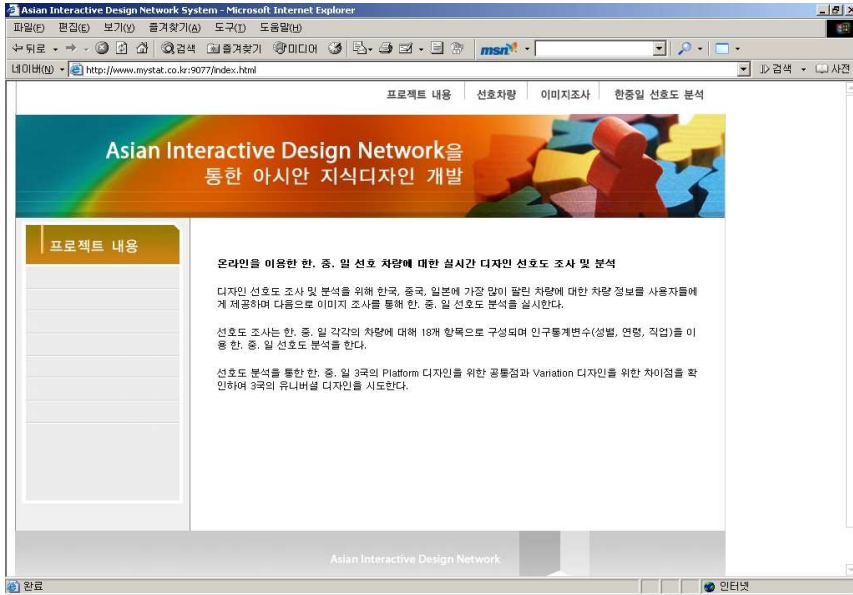 Asian Interactive Design Network System - Microsoft Internet Explorer
파일(F) 편집(E) 보기(V) 즐겨찾기(A) 도구(T) 도움말(H)
뒤로 검색 즐겨찾기 미디어 msn
네이버(N) http://www.mystat.co.kr:9077/index.html 검색 사전
프로젝트 내용 선호차량 이미지조사 한중일 선호도 분석
Asian Interactive Design Network을
통한 아시안 지식디자인 개발
프로젝트 내용
온라인을 이용한 한. 중. 일 선호 차량에 대한 실시간 디자인 선호도 조사 및 분석
디자인 선호도 조사 및 분석을 위해 한국, 중국, 일본에 가장 많이 팔린 차량에 대한 차량 정보를 사용자들에
게 제공하며 다음으로 이미지 조사를 통해 한. 중. 일 선호도 분석을 실시한다.
선호도 조사는 한. 중. 일 각각의 차량에 대해 18개 항목으로 구성되며 인구통계변수(성별, 연령, 직업)을 이
용 한. 중. 일 선호도 분석를 한다.
선호도 분석을 통한 한. 중. 일 3국의 Platform 디자인을 위한 공통점과 Variation 디자인을 위한 차이점을 확
인하여 3국의 유니버셜 디자인을 시도한다.
Asian Interactive Design Network
완료 인터넷